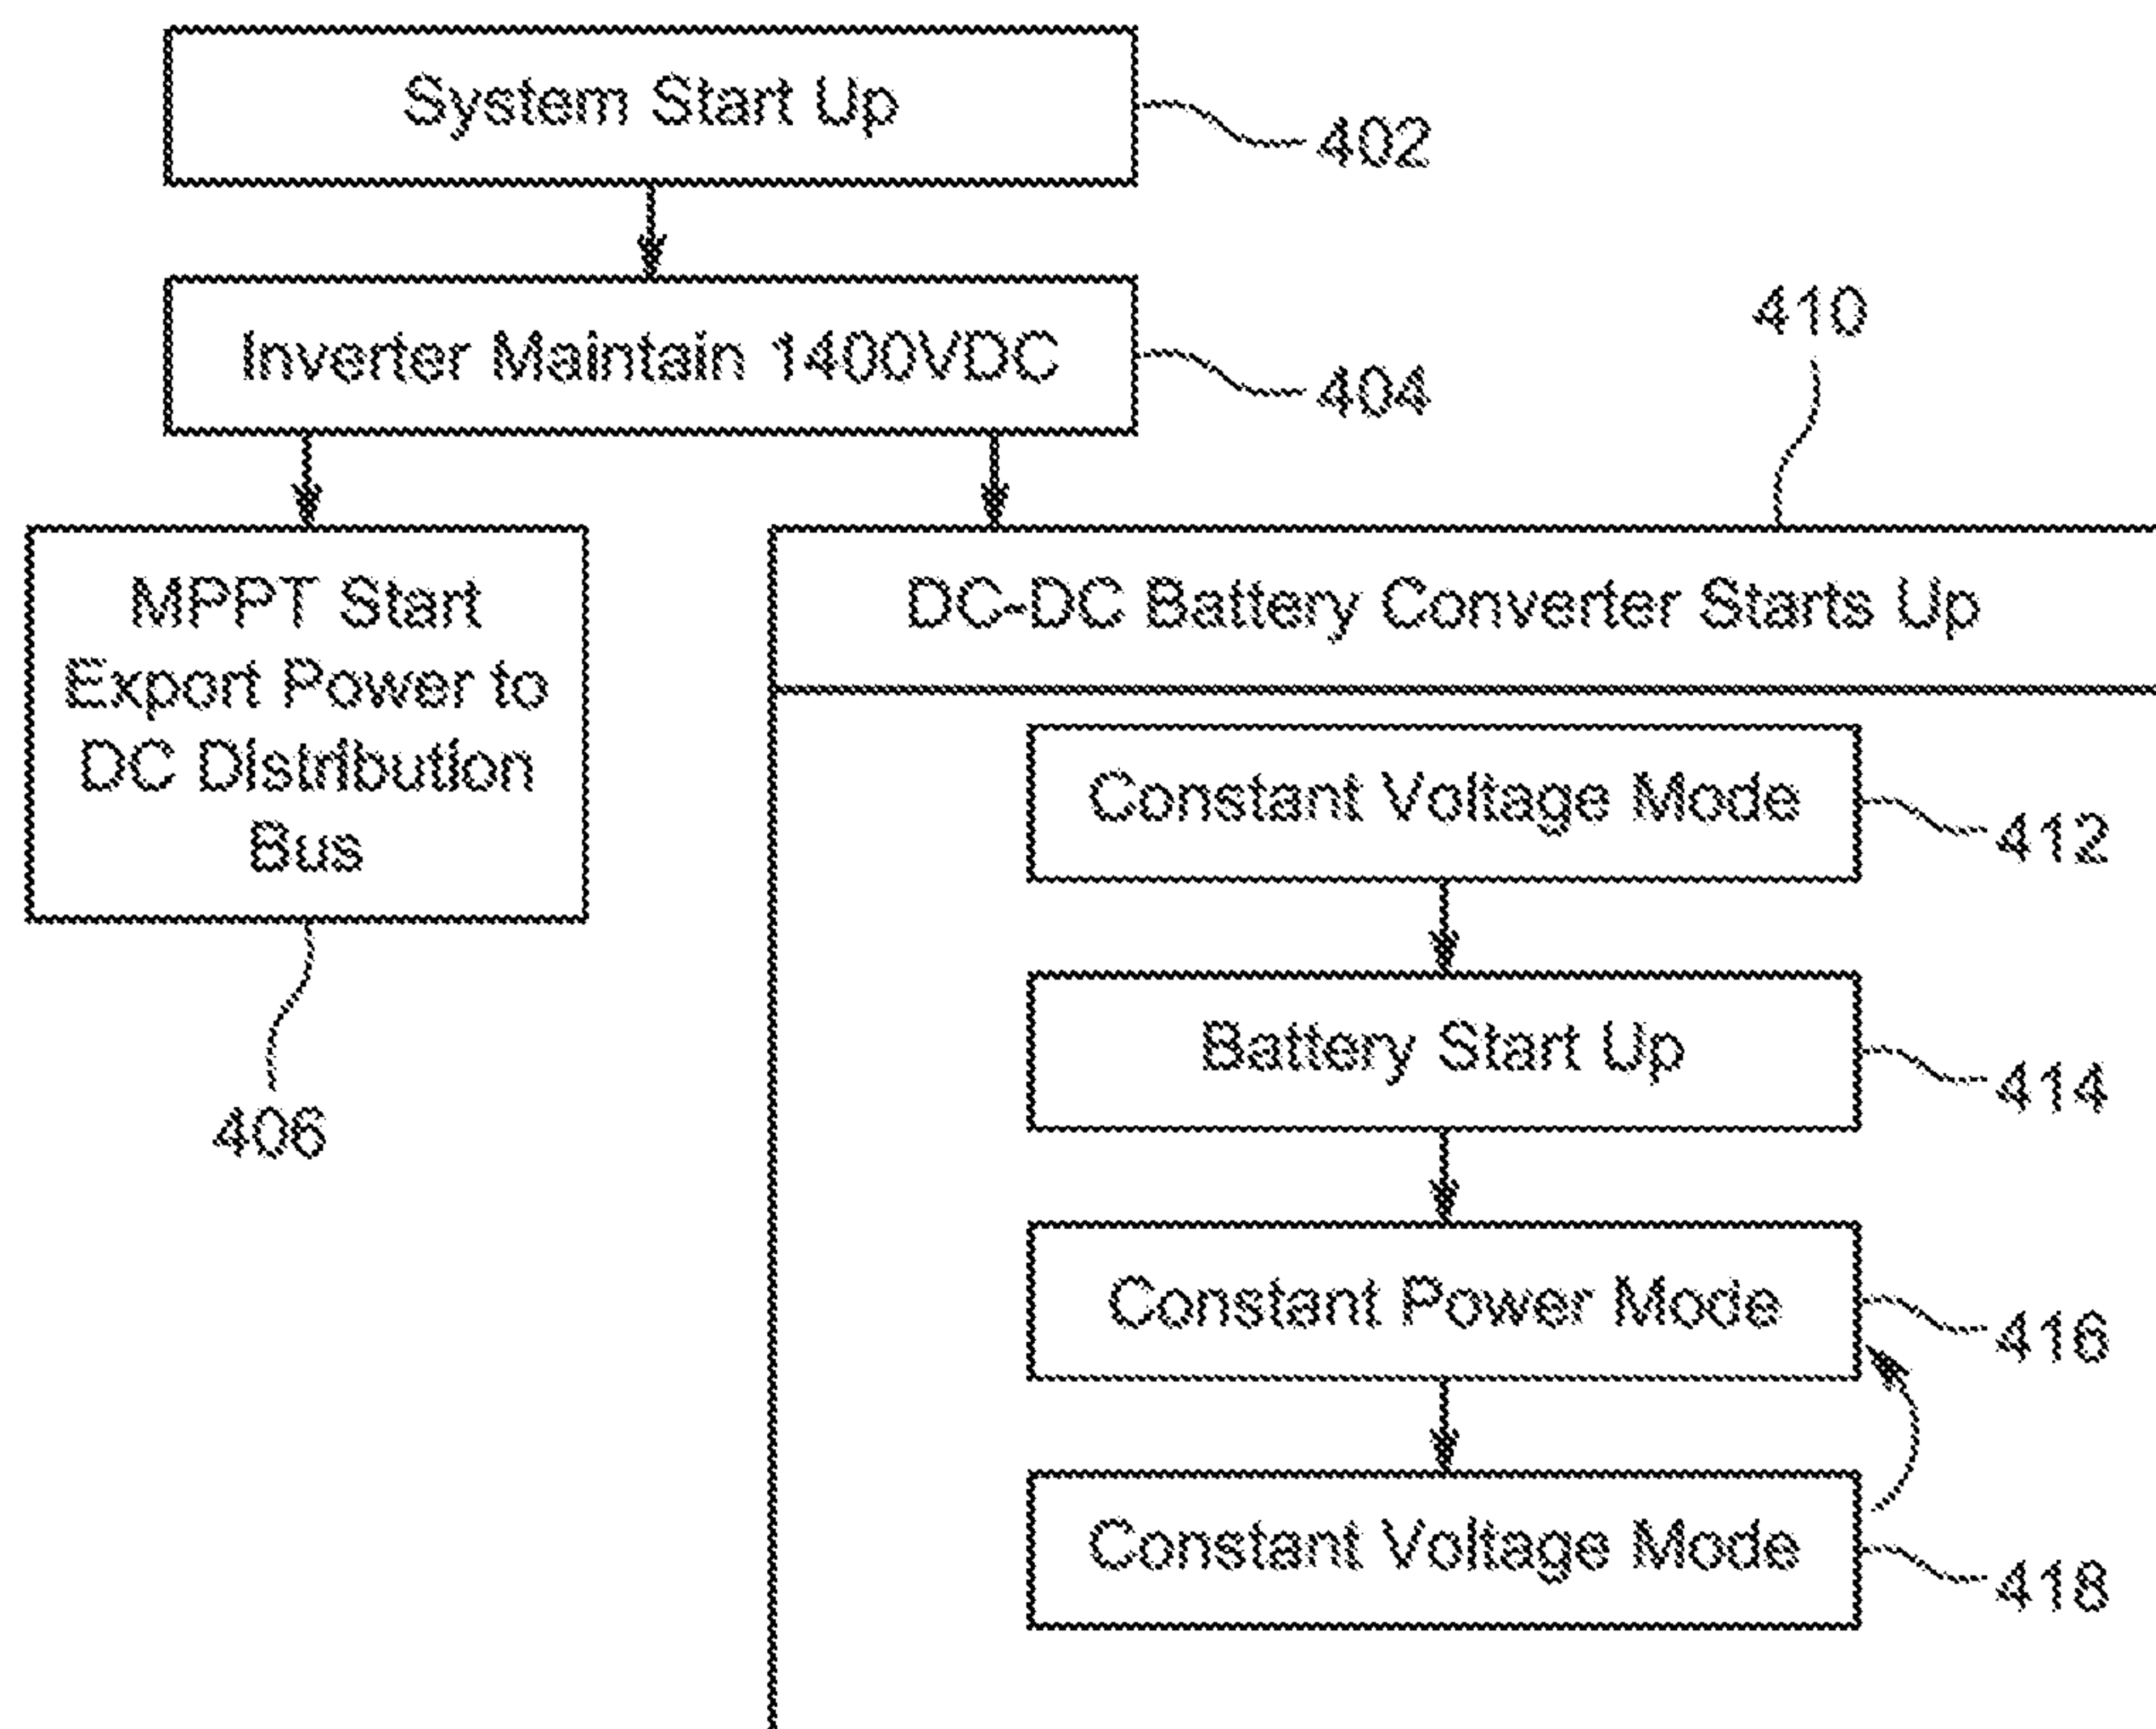 System Start Up
402
Inverter Maintain 1400VDC
404
410
MPPT Start
Export Power to
DC Distribution
Bus
406
DC-DC Battery Converter Starts Up
Constant Voltage Mode
412
Battery Start Up
414
Constant Power Mode
416
Constant Voltage Mode
418